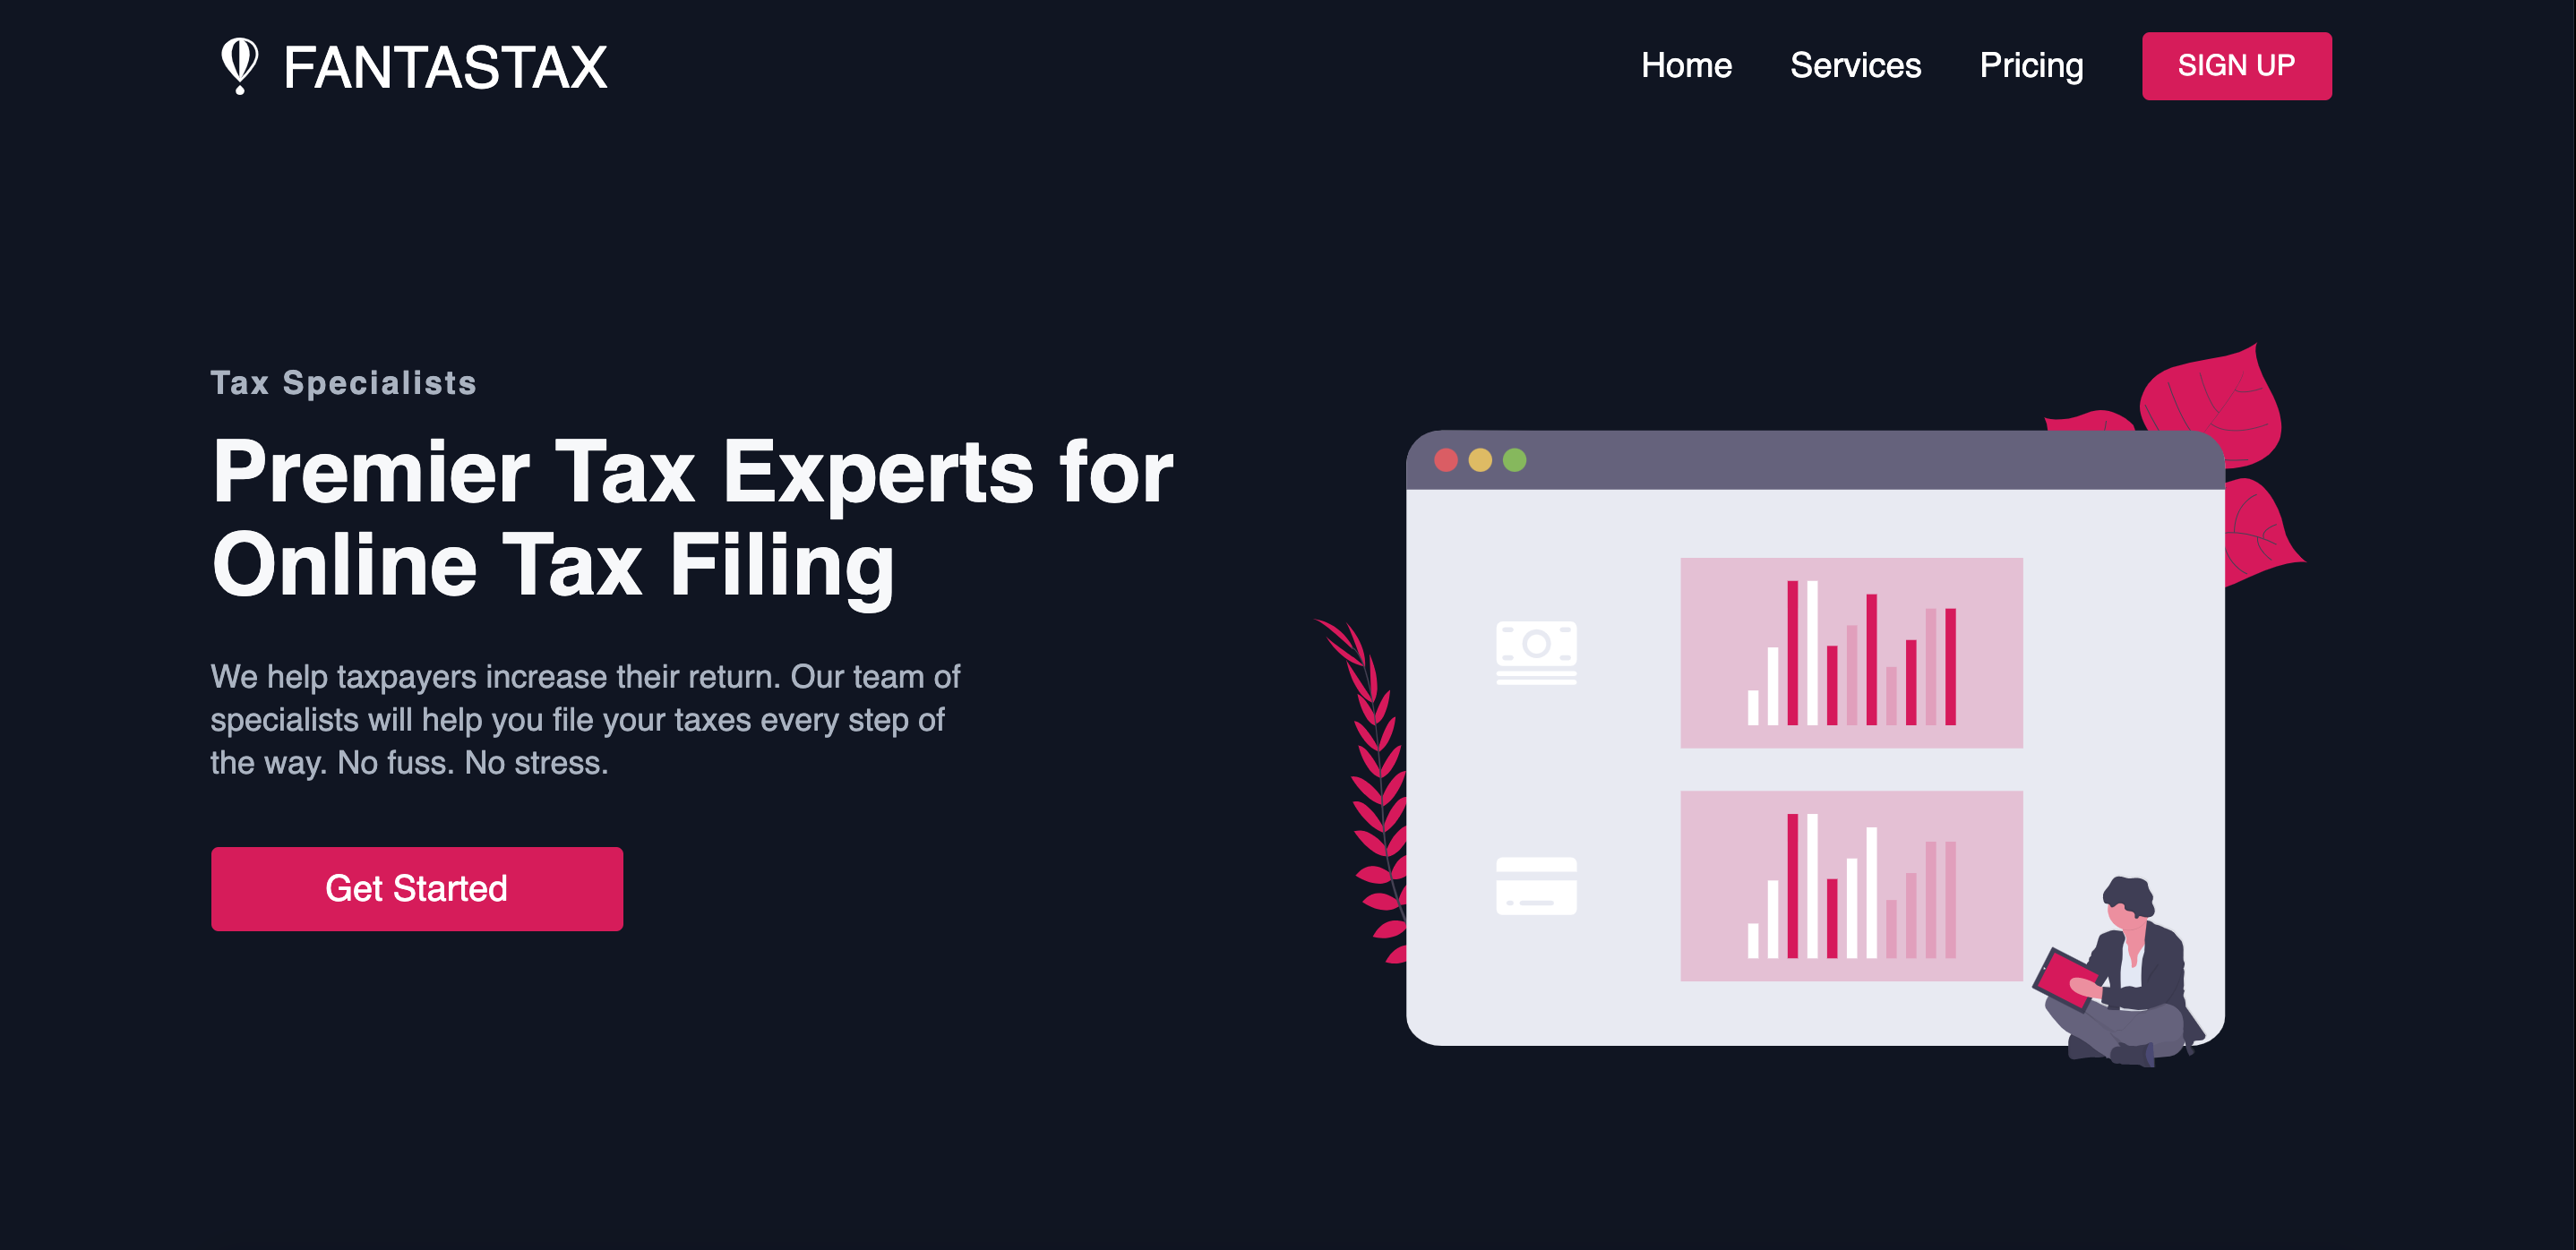 FANTASTAX
Home
Services
Pricing
SIGN UP
Tax Specialists
Premier Tax Experts for
Online Tax Filing
We help taxpayers increase their return. Our team of
specialists will help you file your taxes every step of
the way. No fuss. No stress.
Get Started